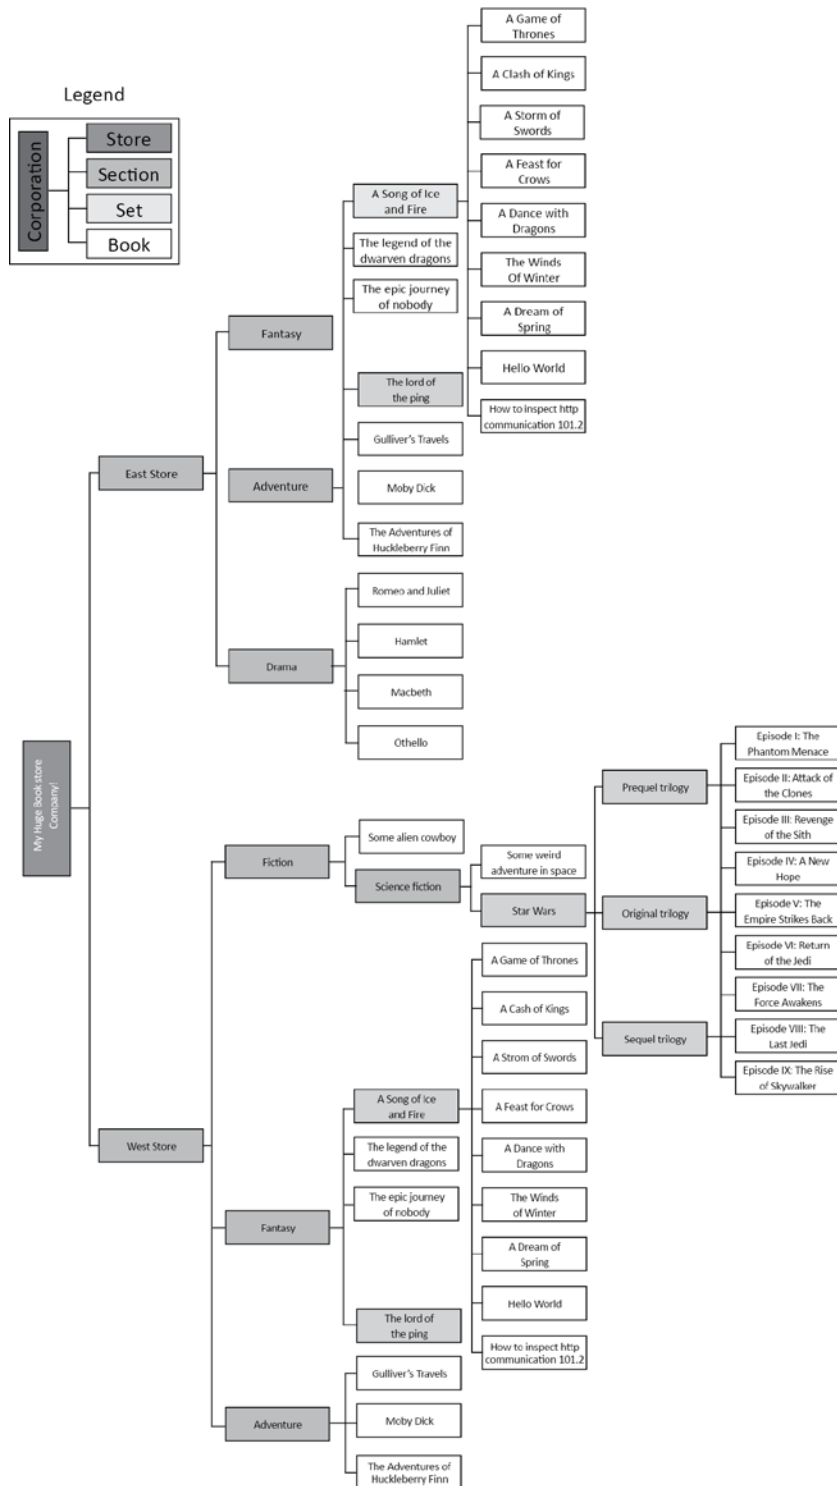 Legend
Corporation
Store
Section
Set
Book
My Huge Book store
Company!
East Store
Fantasy
A Song of Ice
and Fire
A Game of
Thrones
A Clash of Kings
A Storm of
Swords
A Feast for
Crows
A Dance with
Dragons
The Winds
Of Winter
A Dream of
Spring
Hello World
How to inspect http
communication 101.2
The legend of the
dwarven dragons
The epic journey
of nobody
The lord of
the ping
Adventure
Gulliver's Travels
Moby Dick
The Adventures of
Huckleberry Finn
Drama
Romeo and Juliet
Hamlet
Macbeth
Othello
West Store
Fiction
Some alien cowboy
Science fiction
Some weird
adventure in space
Star Wars
Prequel trilogy
Original trilogy
Sequel trilogy
Episode I: The
Phantom Menace
Episode II: Attack of
the Clones
Episode III: Revenge
of the Sith
Episode IV: A New
Hope
Episode V: The
Empire Strikes Back
Episode VI: Return
of the Jedi
Episode VII: The
Force Awakens
Episode VIII: The
Last Jedi
Episode IX: The Rise
of Skywalker
Fantasy
A Song of Ice
and Fire
A Game of Thrones
A Cash of Kings
A Strom of Swords
A Feast for Crows
A Dance with
Dragons
The Winds
of Winter
A Dream of
Spring
Hello World
How to inspect http
communication 101.2
The legend of the
dwarven dragons
The epic journey
of nobody
The lord of
the ping
Adventure
Gulliver's Travels
Moby Dick
The Adventures of
Huckleberry Finn